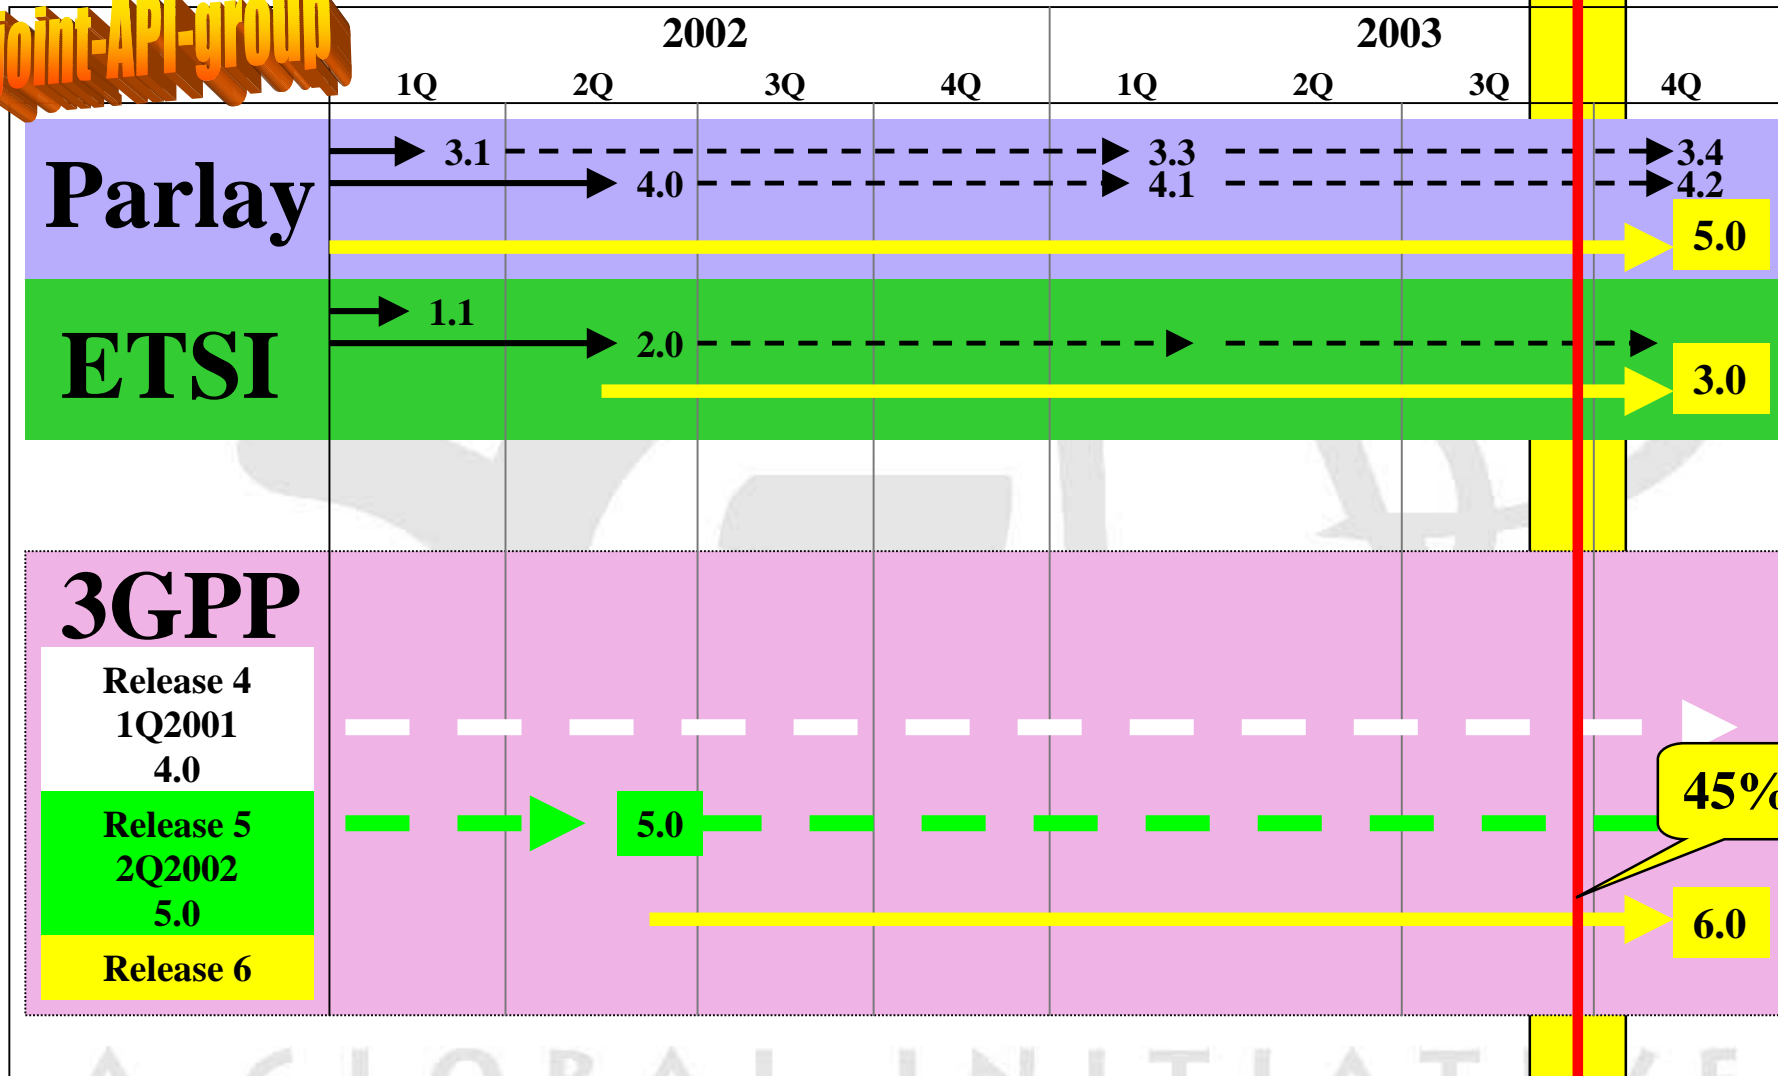 joint-API-group
2002
2003
1Q 2Q 3Q 4Q 1Q 2Q 3Q 4Q
Parlay
3.1 3.3 3.4
4.0 4.1 4.2
5.0
ETSI
1.1
2.0
3.0
3GPP
Release 4
1Q2001
4.0
45%
Release 5
2Q2002
5.0
5.0
Release 6
6.0
A GLOBAL INITIATIVE